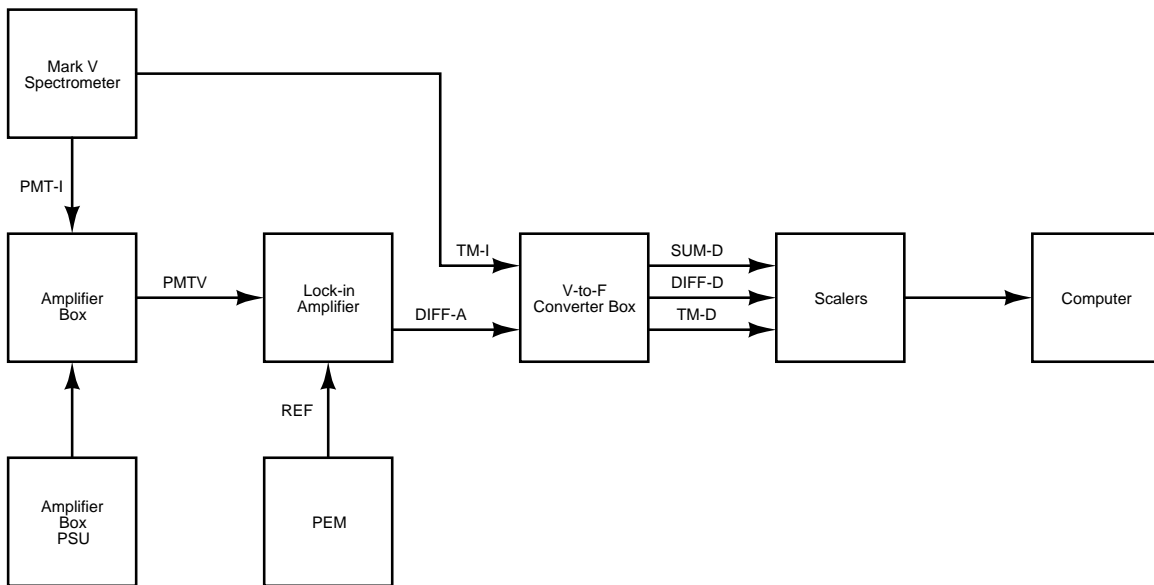 Mark V
Spectrometer
PMT-I
Amplifier
Box
PMTV
Lock-in
Amplifier
TM-I
DIFF-A
V-to-F
Converter Box
SUM-D
DIFF-D
TM-D
Scalers
Computer
REF
Amplifier
Box
PSU
PEM